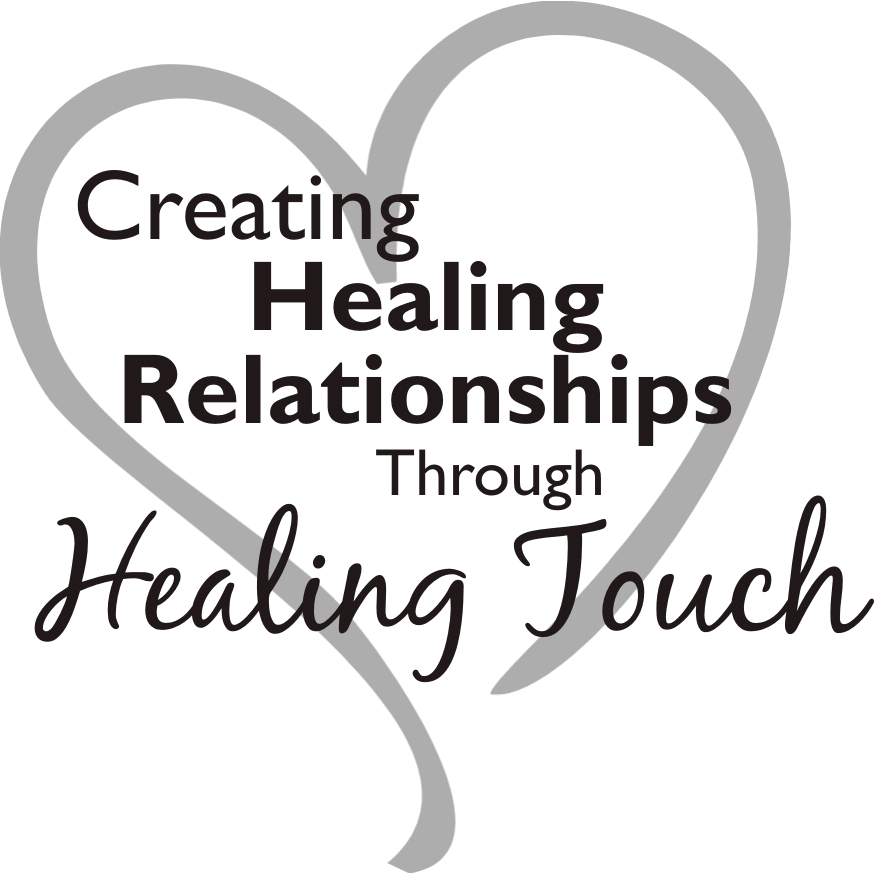 Creating
Healing
Relationships
Through
Healing Touch